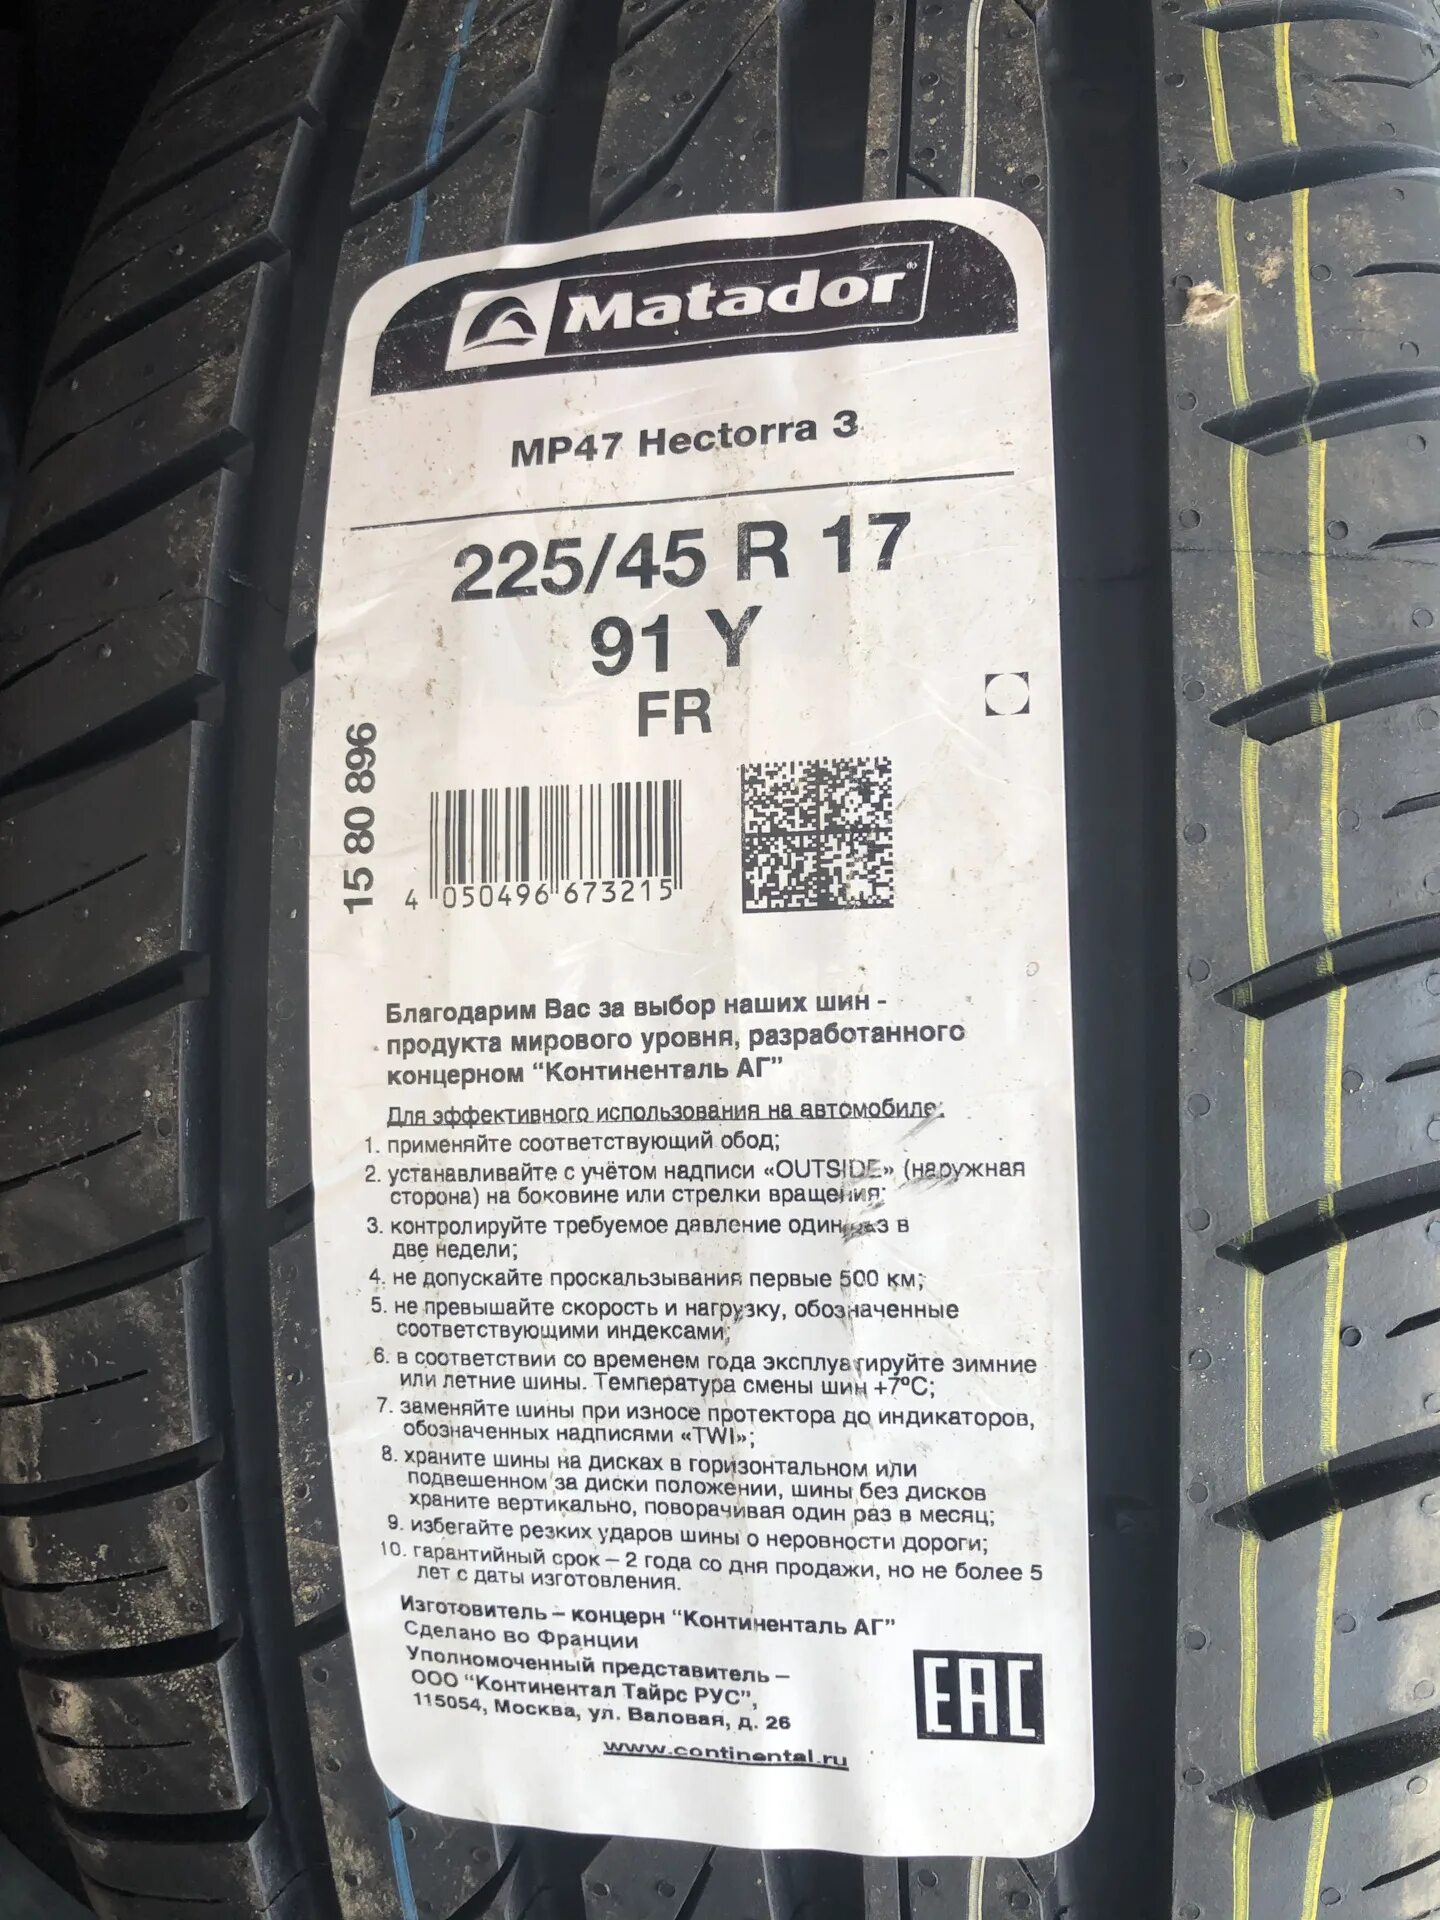 Matador
MP47 Hectorra 3
225/45 R 17
91 Y
FR
15 80 896
4 050496 673215
Благодарим Вас за выбор наших шин -
продукта мирового уровня, разработанного
концерном “Континенталь АГ”
Для эффективного использования на автомобиле:
1. применяйте соответствующий обод;
2. устанавливайте с учётом надписи «OUTSIDE» (наружная
сторона) на боковине или стрелки вращения;
3. контролируйте требуемое давление один раз в
две недели;
4. не допускайте проскальзывания первые 500 км;
5. не превышайте скорость и нагрузку, обозначенные
соответствующими индексами;
6. в соответствии со временем года эксплуатируйте зимние
или летние шины. Температура смены шин +7°С;
7. заменяйте шины при износе протектора до индикаторов,
обозначенных надписями «TWI»;
8. храните шины на дисках в горизонтальном или
подвешенном за диски положении, шины без дисков
храните вертикально, поворачивая один раз в месяц;
9. избегайте резких ударов шины о неровности дороги;
10. гарантийный срок – 2 года со дня продажи, но не более 5
лет с даты изготовления.
Изготовитель – концерн “Континенталь АГ”
Сделано во Франции
Уполномоченный представитель –
ООО “Континентал Тайрс РУС”,
115054, Москва, ул. Валовая, д. 26
www.continental.ru
EAC